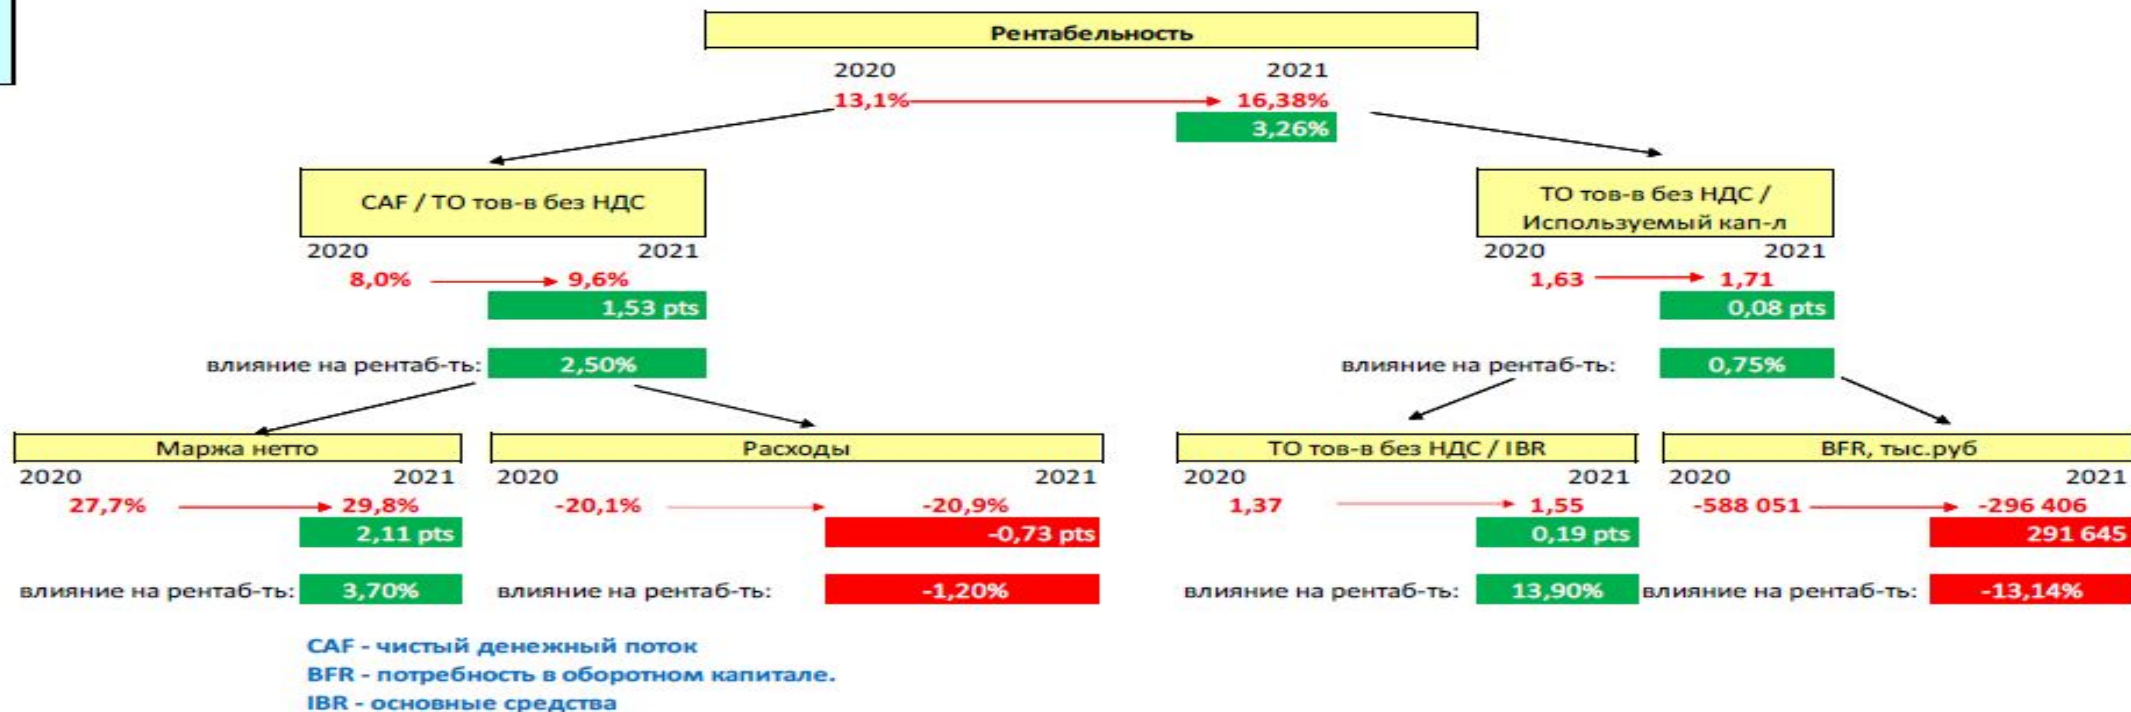 Рентабельность
2020 2021
13,1% 16,38%
3,26%
CAF / ТО тов-в без НДС
2020 2021
8,0% 9,6%
1,53 pts
влияние на рентаб-ть: 2,50%
ТО тов-в без НДС /
Используемый кап-л
2020 2021
1,63 1,71
0,08 pts
влияние на рентаб-ть: 0,75%
Маржа нетто
2020 2021
27,7% 29,8%
2,11 pts
влияние на рентаб-ть: 3,70%
Расходы
2020 2021
-20,1% -20,9%
-0,73 pts
влияние на рентаб-ть: -1,20%
ТО тов-в без НДС / IBR
2020 2021
1,37 1,55
0,19 pts
влияние на рентаб-ть: 13,90%
BFR, тыс.руб
2020 2021
-588 051 -296 406
291 645
влияние на рентаб-ть: -13,14%
CAF - чистый денежный поток
BFR - потребность в оборотном капитале.
IBR - основные средства